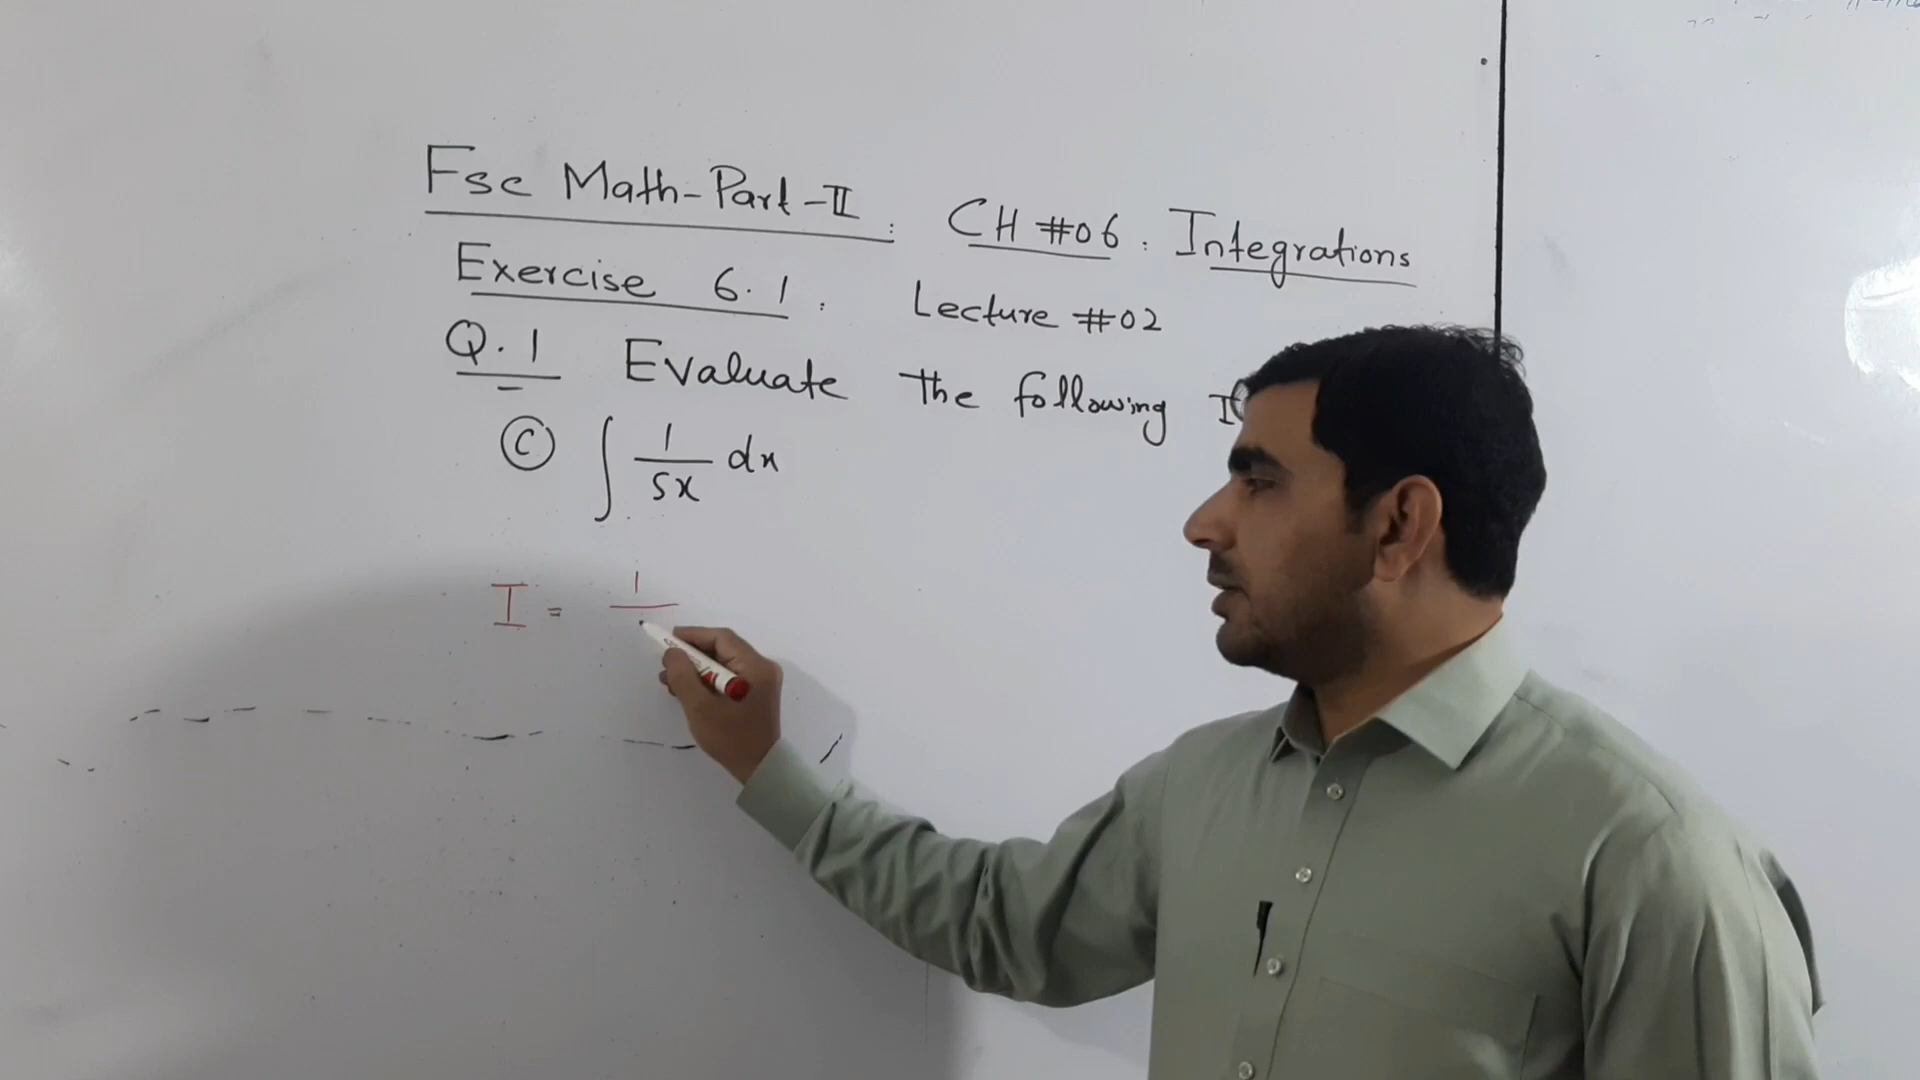 Fsc Math-Part-II : CH #06 : Integrations
Exercise 6.1 : Lecture #02
Q.1 Evaluate the following
(c) ∫ 1/5x dx
I = 1